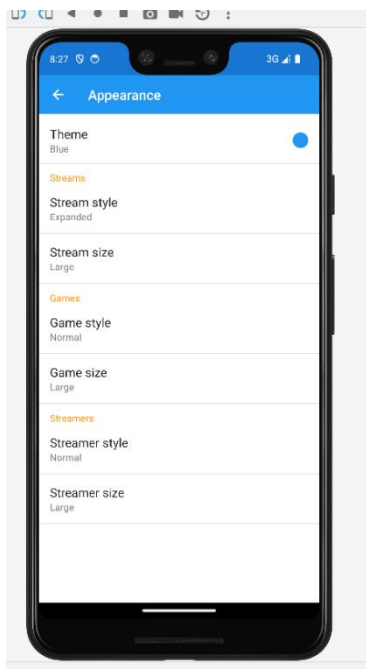 8:27
3G
Appearance
Theme
Blue
Streams
Stream style
Expanded
Stream size
Large
Games
Game style
Normal
Game size
Large
Streamers
Streamer style
Normal
Streamer size
Large